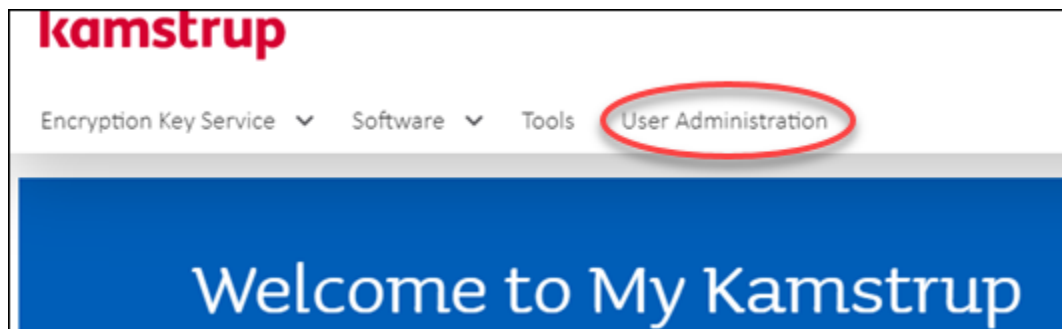 kamstrup
Encryption Key Service Software Tools User Administration
Welcome to My Kamstrup